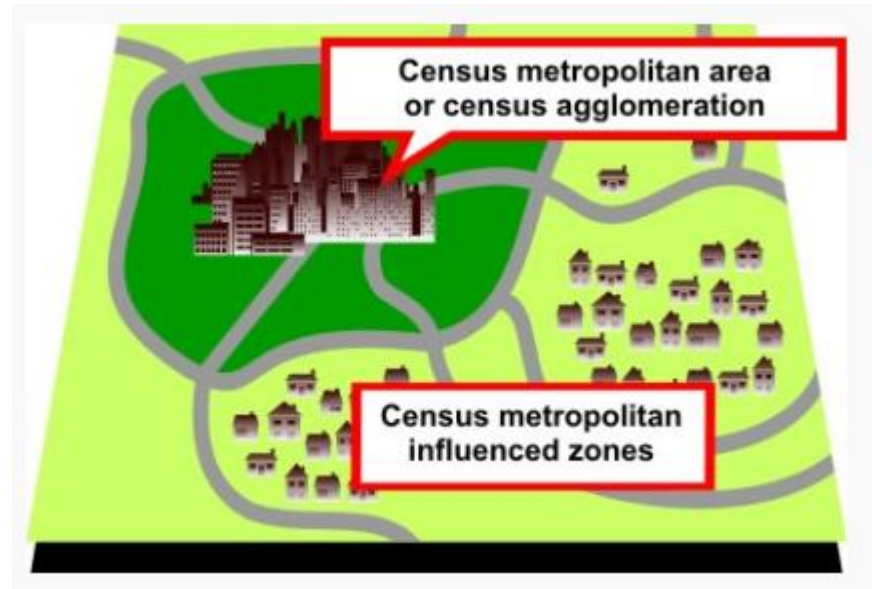 Census metropolitan area
or census agglomeration
Census metropolitan
influenced zones